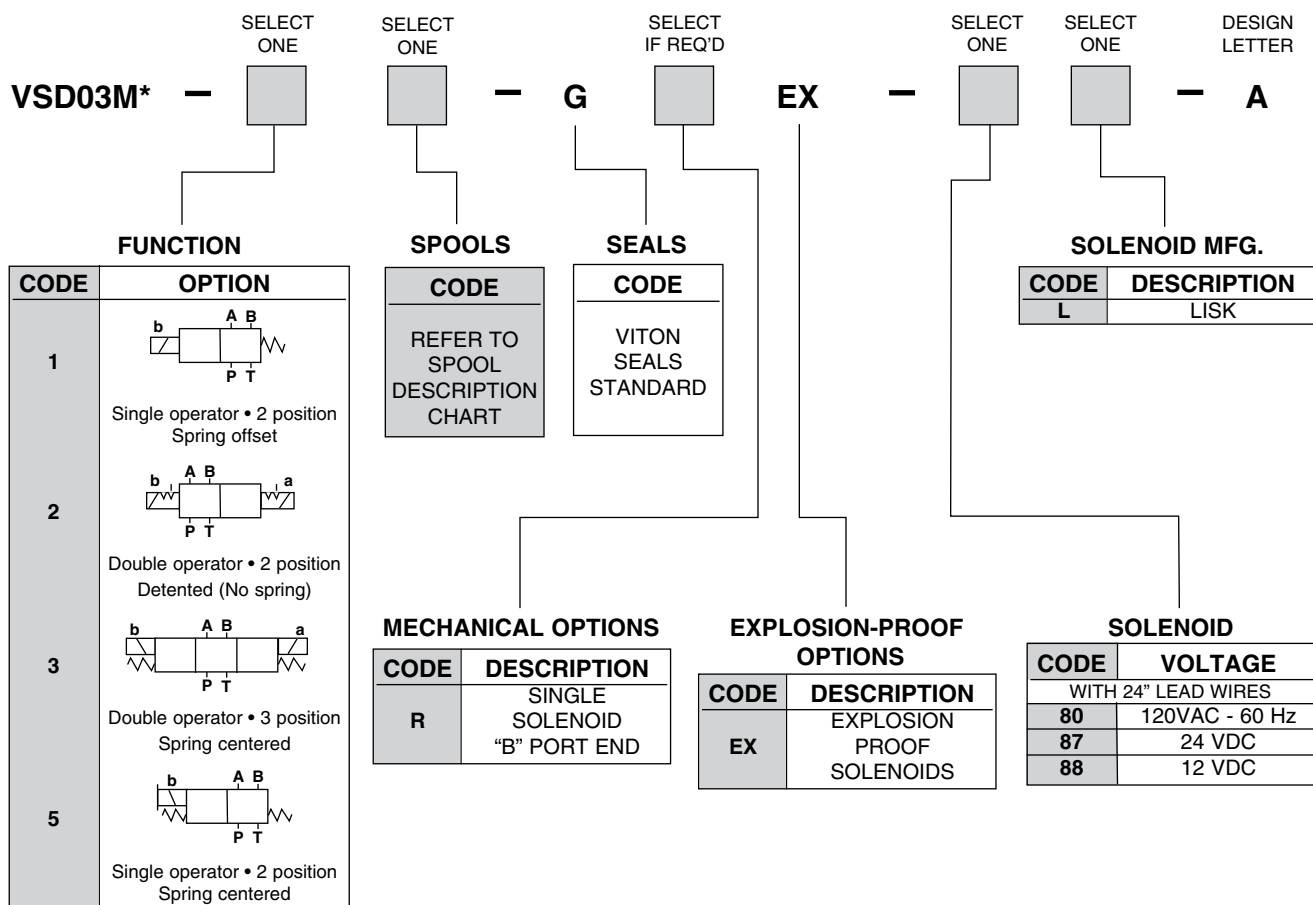 SELECT
ONE
SELECT
ONE
SELECT
IF REQ'D
SELECT
ONE
SELECT
ONE
DESIGN
LETTER
VSD03M* – – G EX – – A
FUNCTION
CODE OPTION
1
b A B
P T
Single operator • 2 position
Spring offset
2
b A B a
P T
Double operator • 2 position
Detented (No spring)
3
b A B a
P T
Double operator • 3 position
Spring centered
5
b A B
P T
Single operator • 2 position
Spring centered
SPOOLS
CODE
REFER TO
SPOOL
DESCRIPTION
CHART
SEALS
CODE
VITON
SEALS
STANDARD
SOLENOID MFG.
CODE DESCRIPTION
L LISK
MECHANICAL OPTIONS
CODE DESCRIPTION
R
SINGLE
SOLENOID
“B” PORT END
EXPLOSION-PROOF
OPTIONS
CODE DESCRIPTION
EX
EXPLOSION
PROOF
SOLENOIDS
SOLENOID
CODE VOLTAGE
WITH 24” LEAD WIRES
80 120VAC - 60 Hz
87 24 VDC
88 12 VDC